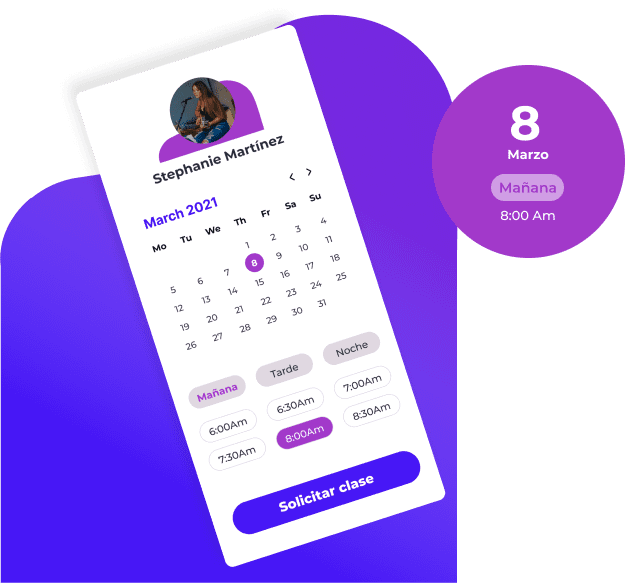 Stephanie Martínez
March 2021
Mo Tu We Th Fr Sa Su
1 2 3 4
5 6 7 8 9 10 11
12 13 14 15 16 17 18
19 20 21 22 23 24 25
26 27 28 29 30 31
Mañana Tarde Noche
6:00Am 6:30Am 7:00Am
7:30Am 8:00Am 8:30Am
Solicitar clase
8
Marzo
Mañana
8:00 Am